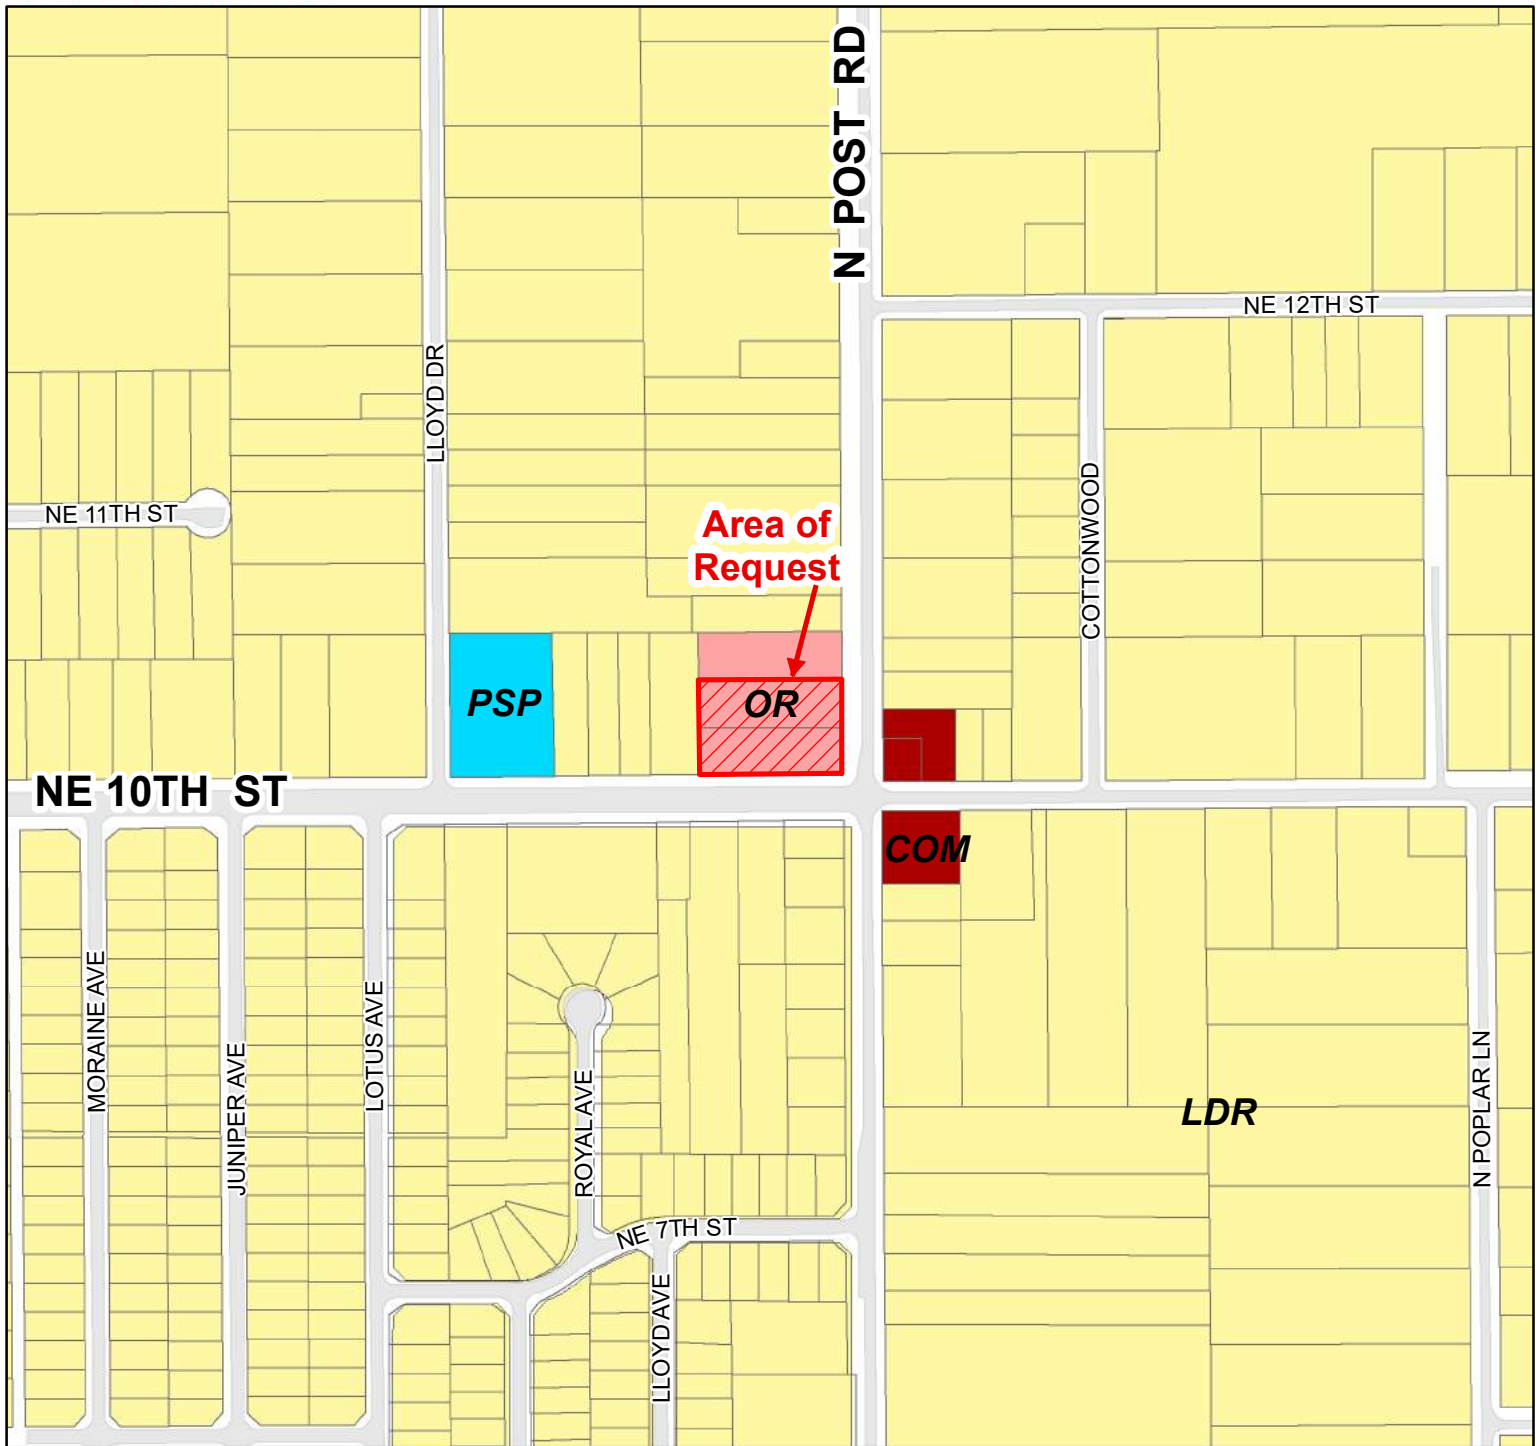 N POST RD
NE 12TH ST
LLOYD DR
COTTONWOOD
NE 11TH ST
Area of
Request
PSP
OR
NE 10TH ST
COM
MORAINE AVE
JUNIPER AVE
LOTUS AVE
ROYAL AVE
LDR
N POPLAR LN
NE 7TH ST
LLOYD AVE